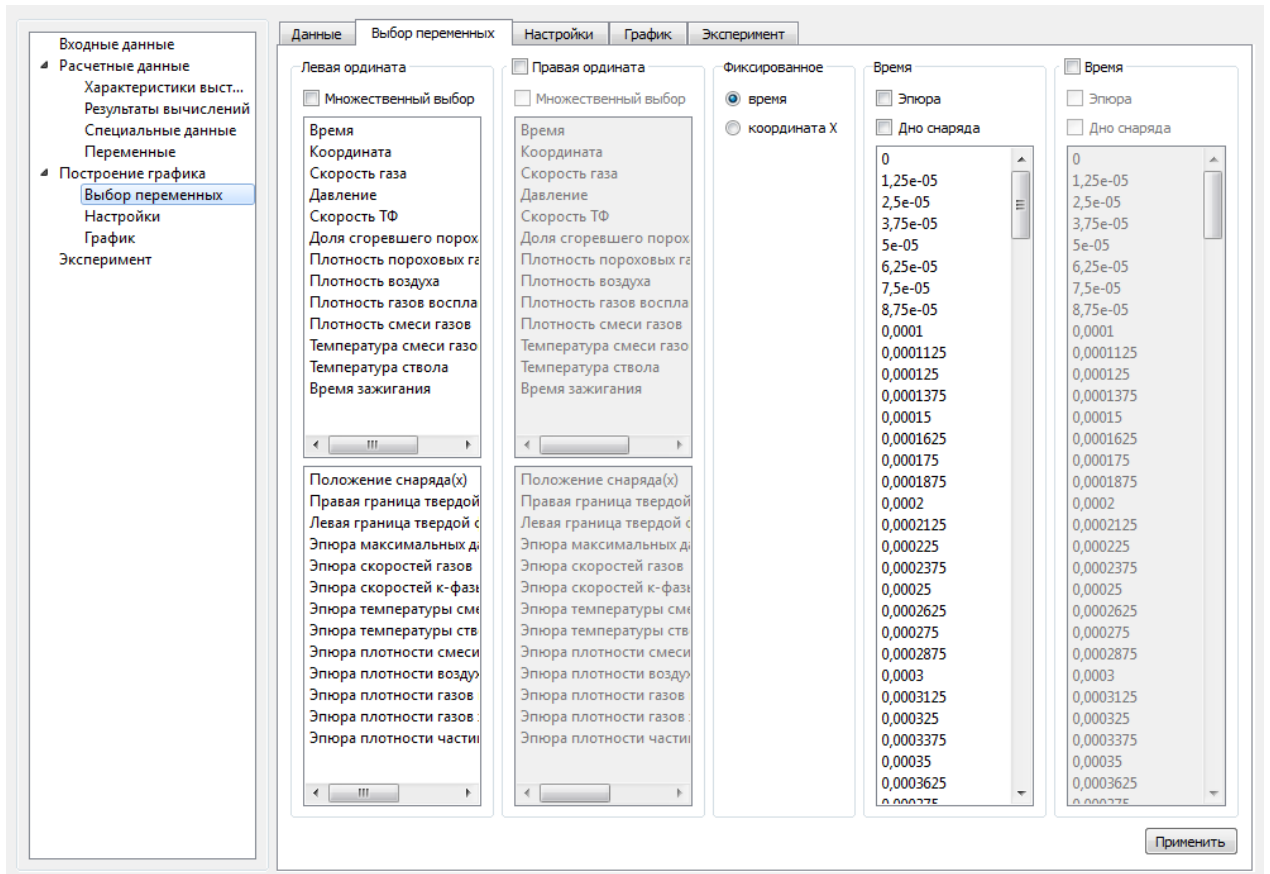 Входные данные
Расчетные данные
Характеристики выст...
Результаты вычислений
Специальные данные
Переменные
Построение графика
Выбор переменных
Настройки
График
Эксперимент
Данные
Выбор переменных
Настройки
График
Эксперимент
Левая ордината
Множественный выбор
Время
Координата
Скорость газа
Давление
Скорость ТФ
Доля сгоревшего порох
Плотность пороховых га
Плотность воздуха
Плотность газов воспла
Плотность смеси газов
Температура смеси газо
Температура ствола
Время зажигания
Положение снаряда(x)
Правая граница твердой
Левая граница твердой с
Эпюра максимальных да
Эпюра скоростей газов
Эпюра скоростей к-фазы
Эпюра температуры сме
Эпюра температуры ств
Эпюра плотности смеси
Эпюра плотности воздух
Эпюра плотности газов
Эпюра плотности газов
Эпюра плотности частиц
Правая ордината
Множественный выбор
Время
Координата
Скорость газа
Давление
Скорость ТФ
Доля сгоревшего порох
Плотность пороховых га
Плотность воздуха
Плотность газов воспла
Плотность смеси газов
Температура смеси газо
Температура ствола
Время зажигания
Положение снаряда(x)
Правая граница твердой
Левая граница твердой с
Эпюра максимальных да
Эпюра скоростей газов
Эпюра скоростей к-фазы
Эпюра температуры сме
Эпюра температуры ств
Эпюра плотности смеси
Эпюра плотности воздух
Эпюра плотности газов
Эпюра плотности газов
Эпюра плотности частиц
Фиксированное
время
координата X
Время
Эпюра
Дно снаряда
0
1,25e-05
2,5e-05
3,75e-05
5e-05
6,25e-05
7,5e-05
8,75e-05
0,0001
0,0001125
0,000125
0,0001375
0,00015
0,0001625
0,000175
0,0001875
0,0002
0,0002125
0,000225
0,0002375
0,00025
0,0002625
0,000275
0,0002875
0,0003
0,0003125
0,000325
0,0003375
0,00035
0,0003625
0,000375
Время
Эпюра
Дно снаряда
0
1,25e-05
2,5e-05
3,75e-05
5e-05
6,25e-05
7,5e-05
8,75e-05
0,0001
0,0001125
0,000125
0,0001375
0,00015
0,0001625
0,000175
0,0001875
0,0002
0,0002125
0,000225
0,0002375
0,00025
0,0002625
0,000275
0,0002875
0,0003
0,0003125
0,000325
0,0003375
0,00035
0,0003625
0,000375
Применить